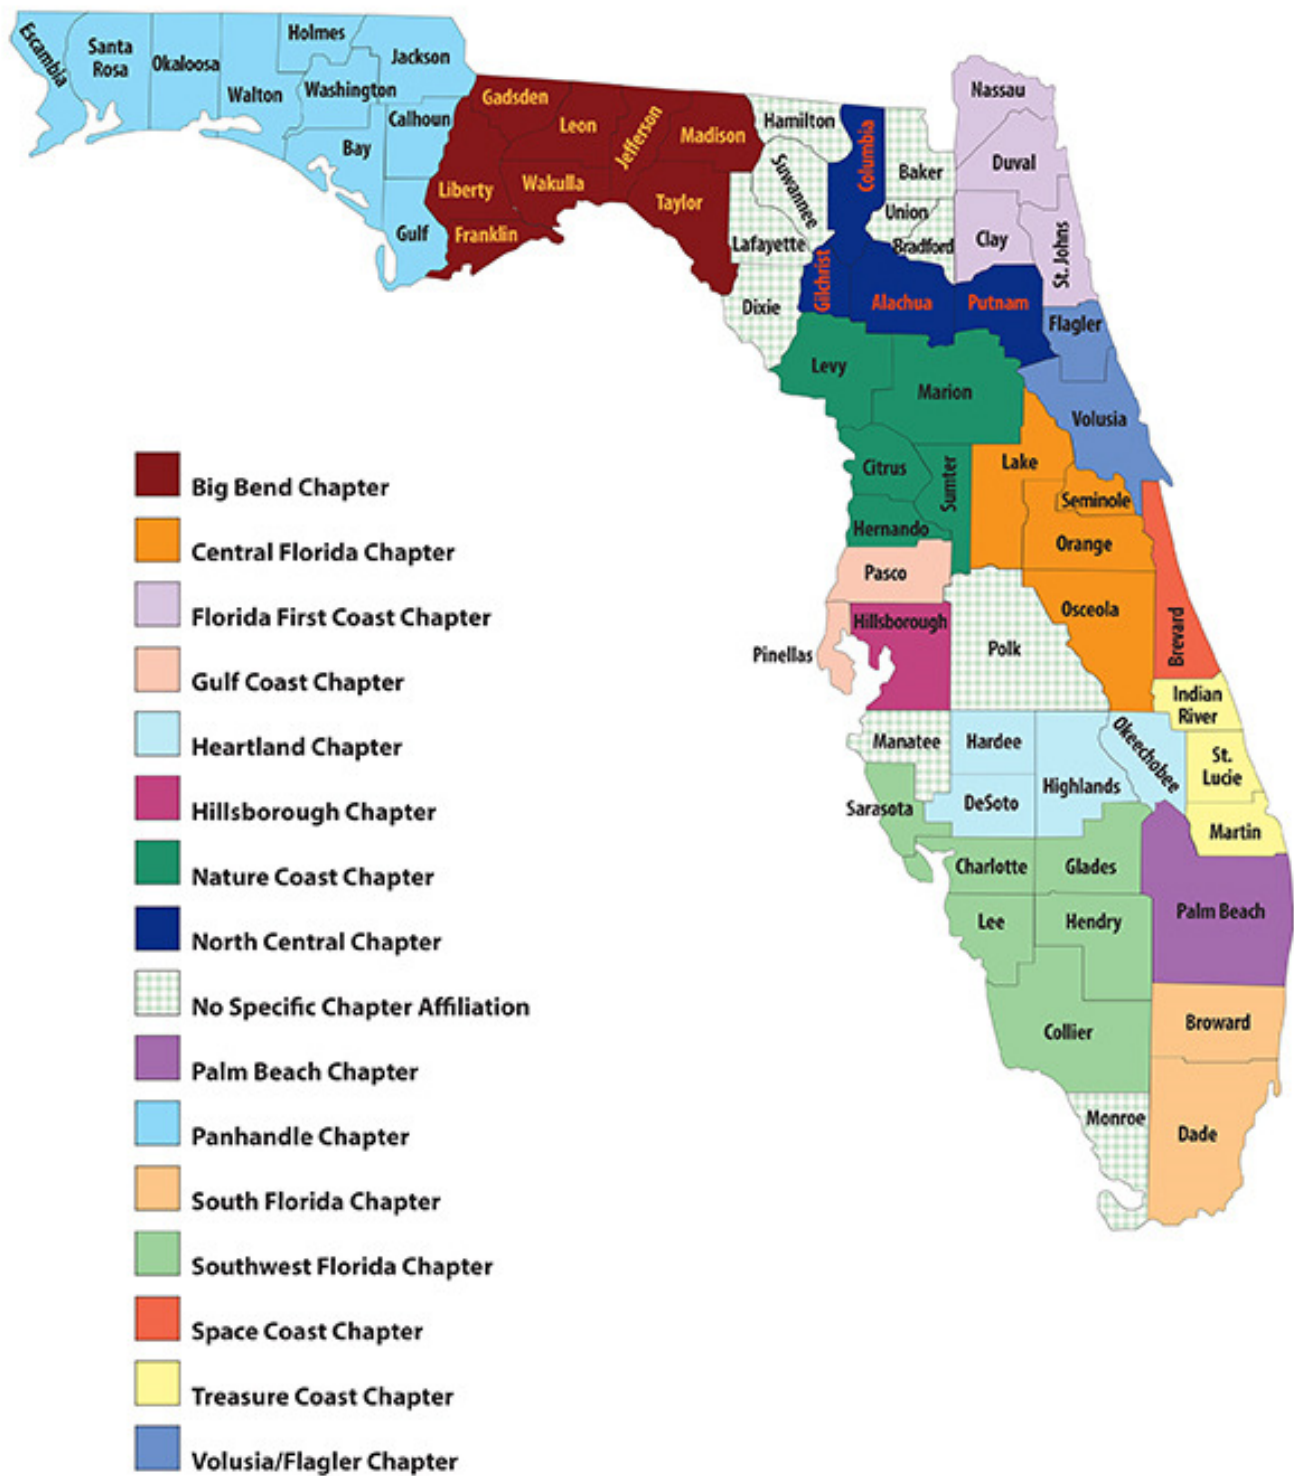 Escambia
Santa
Rosa
Okaloosa
Holmes
Walton
Washington
Jackson
Calhoun
Bay
Gulf
Gadsden
Leon
Jefferson
Madison
Liberty
Wakulla
Franklin
Taylor
Hamilton
Suwannee
Lafayette
Dixie
Columbia
Baker
Union
Bradford
Gilchrist
Alachua
Putnam
Nassau
Duval
Clay
St. Johns
Flagler
Volusia
Levy
Marion
Citrus
Sumter
Hernando
Lake
Seminole
Orange
Osceola
Brevard
Pasco
Pinellas
Hillsborough
Polk
Manatee
Hardee
Highlands
Okeechobee
Indian
River
St.
Lucie
Martin
Sarasota
DeSoto
Charlotte
Glades
Lee
Hendry
Palm Beach
Collier
Broward
Monroe
Dade
Big Bend Chapter
Central Florida Chapter
Florida First Coast Chapter
Gulf Coast Chapter
Heartland Chapter
Hillsborough Chapter
Nature Coast Chapter
North Central Chapter
No Specific Chapter Affiliation
Palm Beach Chapter
Panhandle Chapter
South Florida Chapter
Southwest Florida Chapter
Space Coast Chapter
Treasure Coast Chapter
Volusia/Flagler Chapter